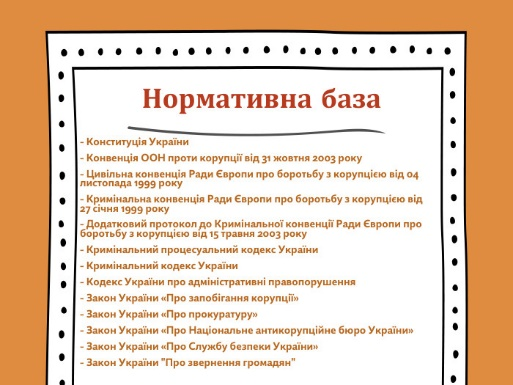 Нормативна база
- Конституція України
- Конвенція ООН проти корупції від 31 жовтня 2003 року
- Цивільна конвенція Ради Європи про боротьбу з корупцією від 04
листопада 1999 року
- Кримінальна конвенція Ради Європи про боротьбу з корупцією від
27 січня 1999 року
- Додатковий протокол до Кримінальної конвенції Ради Європи про
боротьбу з корупцією від 15 травня 2003 року
- Кримінальний процесуальний кодекс України
- Кримінальний кодекс України
- Кодекс України про адміністративні правопорушення
- Закон України «Про запобігання корупції»
- Закон України «Про прокуратуру»
- Закон України «Про Національне антикорупційне бюро України»
- Закон України «Про Службу безпеки України»
- Закон України "Про звернення громадян"